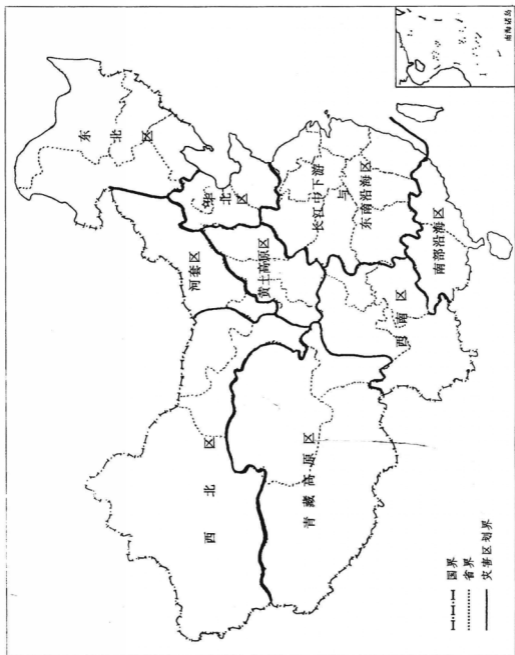 东北区
华北区
河套区
黄土高原区
长江中下游
与
东南沿海区
南部沿海区
西南区
西北区
青藏高原区
国界
省界
灾害区划界
南海诸岛